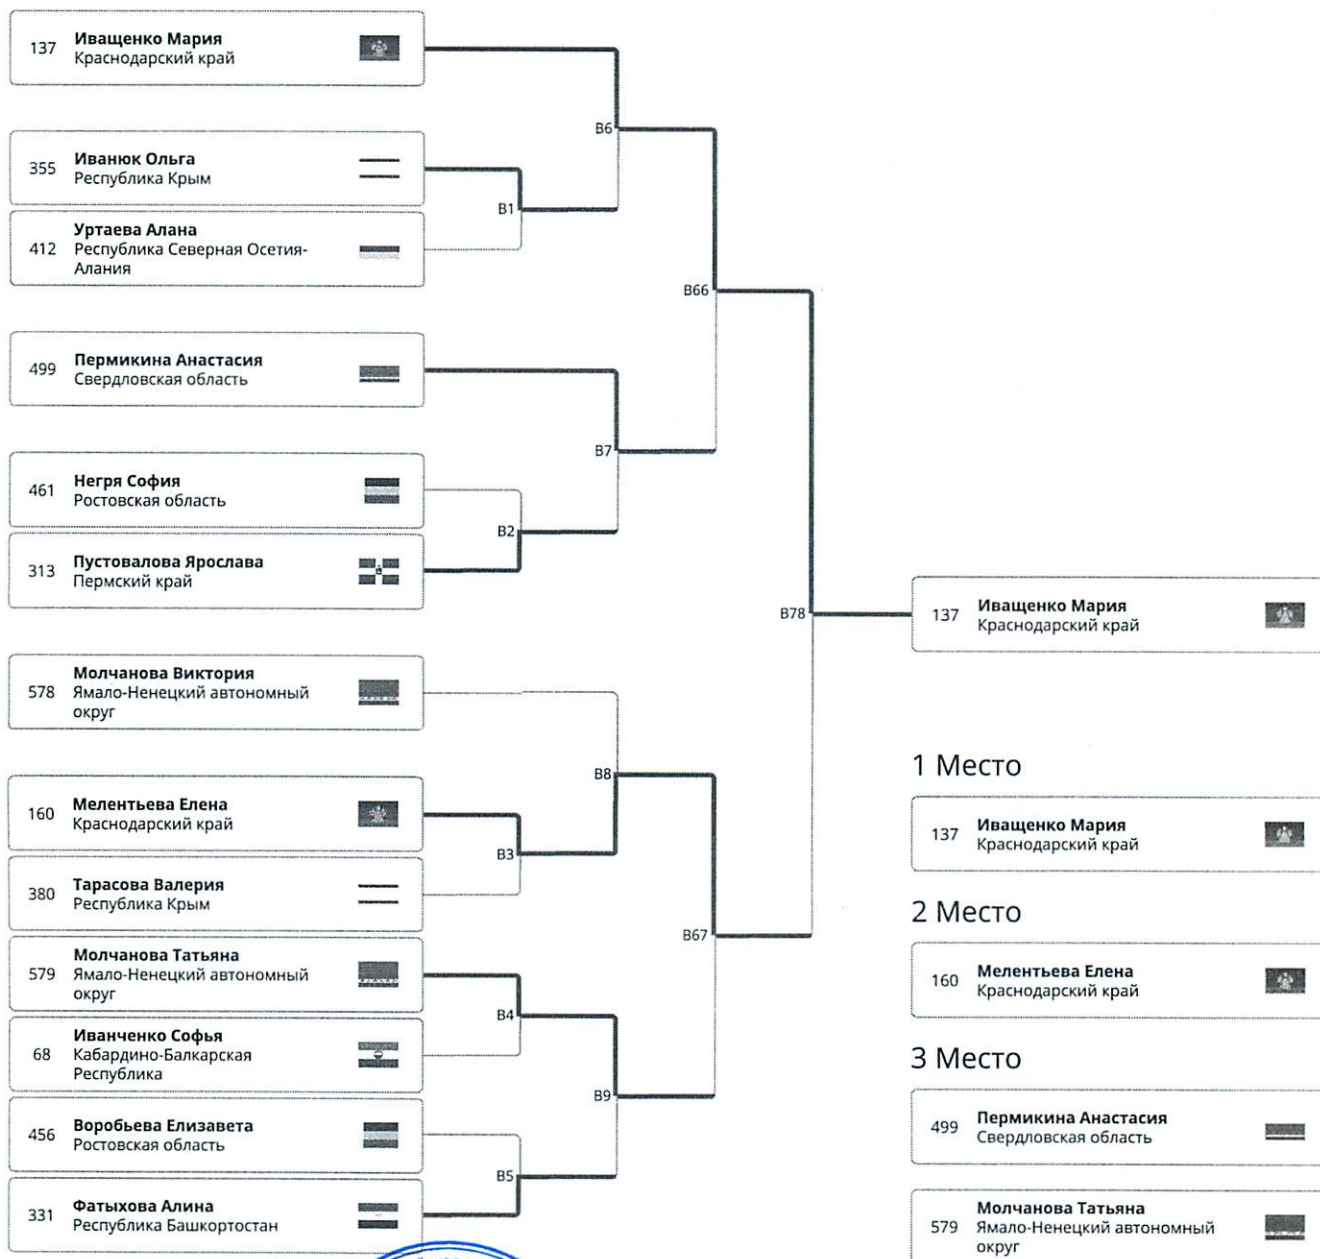 137 Иващенко Мария
Краснодарский край
B6
355 Иванюк Ольга
Республика Крым
B1
412 Уртаева Алана
Республика Северная Осетия-
Алания
B66
499 Пермикина Анастасия
Свердловская область
B7
461 Негря София
Ростовская область
B2
313 Пустовалова Ярослава
Пермский край
B78
137 Иващенко Мария
Краснодарский край
578 Молчанова Виктория
Ямало-Ненецкий автономный
округ
B8
160 Мелентьева Елена
Краснодарский край
B3
380 Тарасова Валерия
Республика Крым
B67
579 Молчанова Татьяна
Ямало-Ненецкий автономный
округ
B4
68 Иванченко Софья
Кабардино-Балкарская
Республика
B9
456 Воробьева Елизавета
Ростовская область
B5
331 Фатыхова Алина
Республика Башкортостан
1 Место
137 Иващенко Мария
Краснодарский край
2 Место
160 Мелентьева Елена
Краснодарский край
3 Место
499 Пермикина Анастасия
Свердловская область
579 Молчанова Татьяна
Ямало-Ненецкий автономный
округ